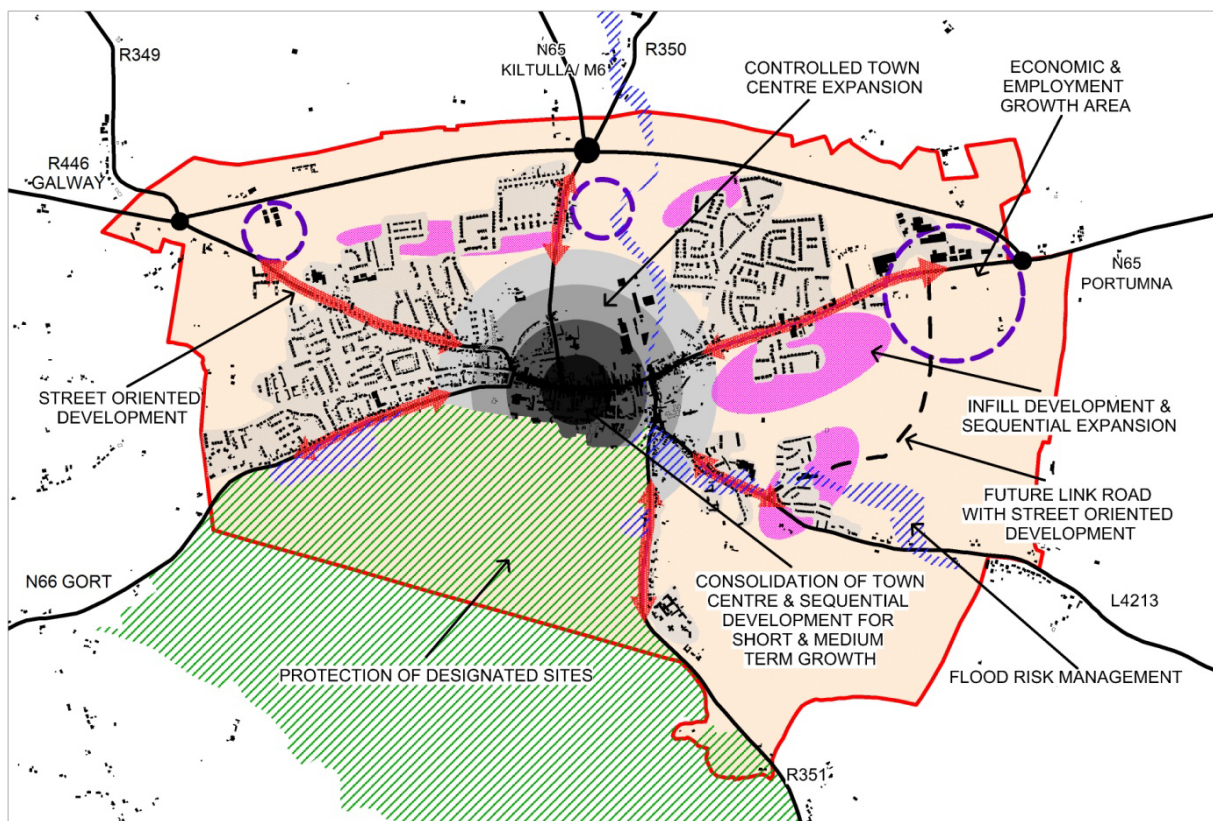 R349
N65
KILTULLA/ M6
R350
CONTROLLED TOWN
CENTRE EXPANSION
ECONOMIC &
EMPLOYMENT
GROWTH AREA
R446
GALWAY
N65
PORTUMNA
STREET ORIENTED
DEVELOPMENT
INFILL DEVELOPMENT &
SEQUENTIAL EXPANSION
FUTURE LINK ROAD
WITH STREET ORIENTED
DEVELOPMENT
N66 GORT
CONSOLIDATION OF TOWN
CENTRE & SEQUENTIAL
DEVELOPMENT FOR
SHORT & MEDIUM
TERM GROWTH
L4213
PROTECTION OF DESIGNATED SITES
FLOOD RISK MANAGEMENT
R351